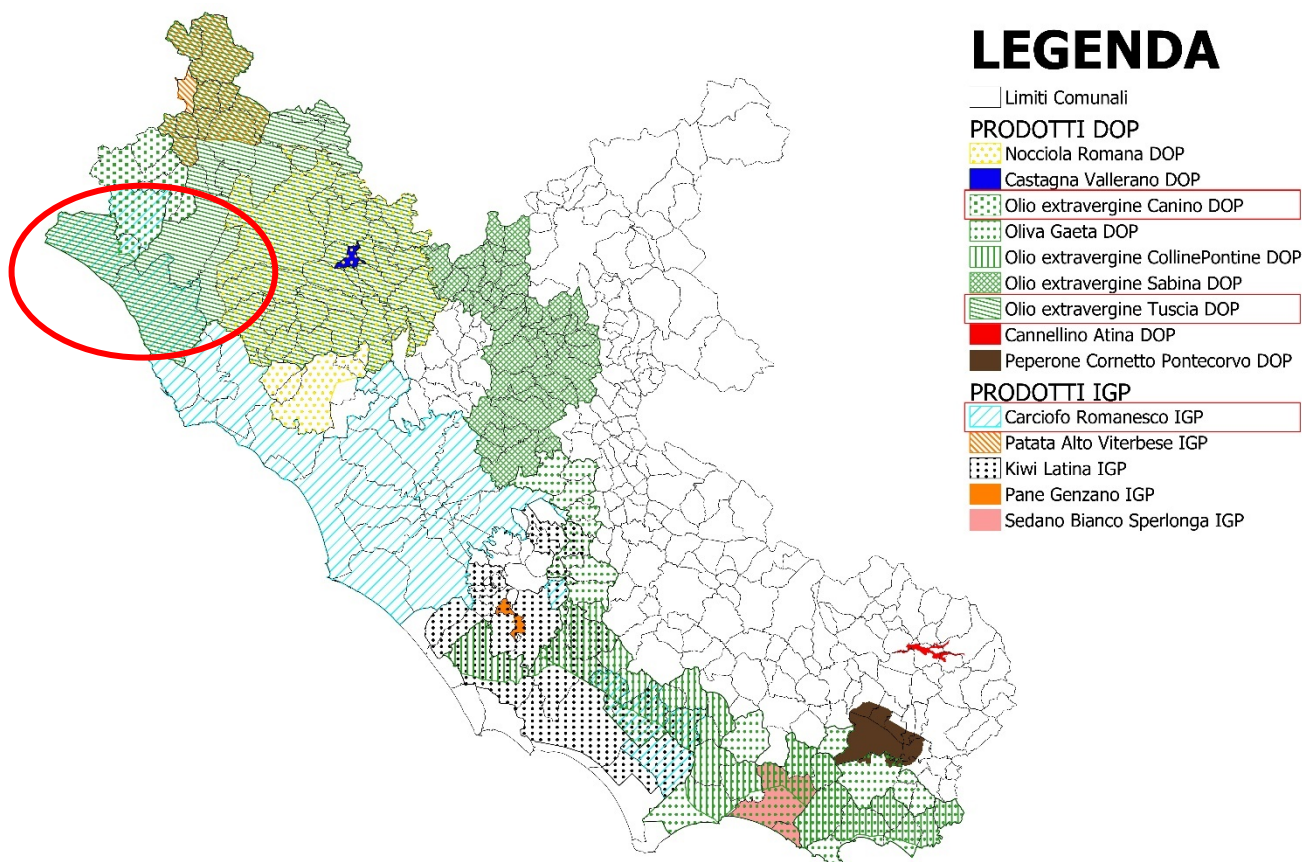 LEGENDA
Limiti Comunali
PRODOTTI DOP
Nocciola Romana DOP
Castagna Vallerano DOP
Olio extravergine Canino DOP
Oliva Gaeta DOP
Olio extravergine CollinePontine DOP
Olio extravergine Sabina DOP
Olio extravergine Tuscia DOP
Cannellino Atina DOP
Peperone Cornetto Pontecorvo DOP
PRODOTTI IGP
Carciofo Romanesco IGP
Patata Alto Viterbese IGP
Kiwi Latina IGP
Pane Genzano IGP
Sedano Bianco Sperlonga IGP